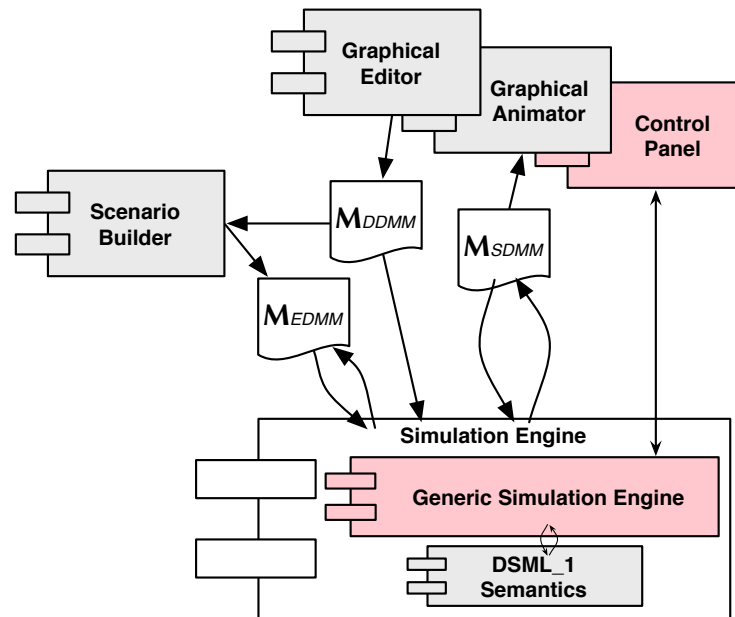 Graphical
Editor
Graphical
Animator
Control
Panel
Scenario
Builder
MDDMM
MSDMM
MEDMM
Simulation Engine
Generic Simulation Engine
DSML_1
Semantics